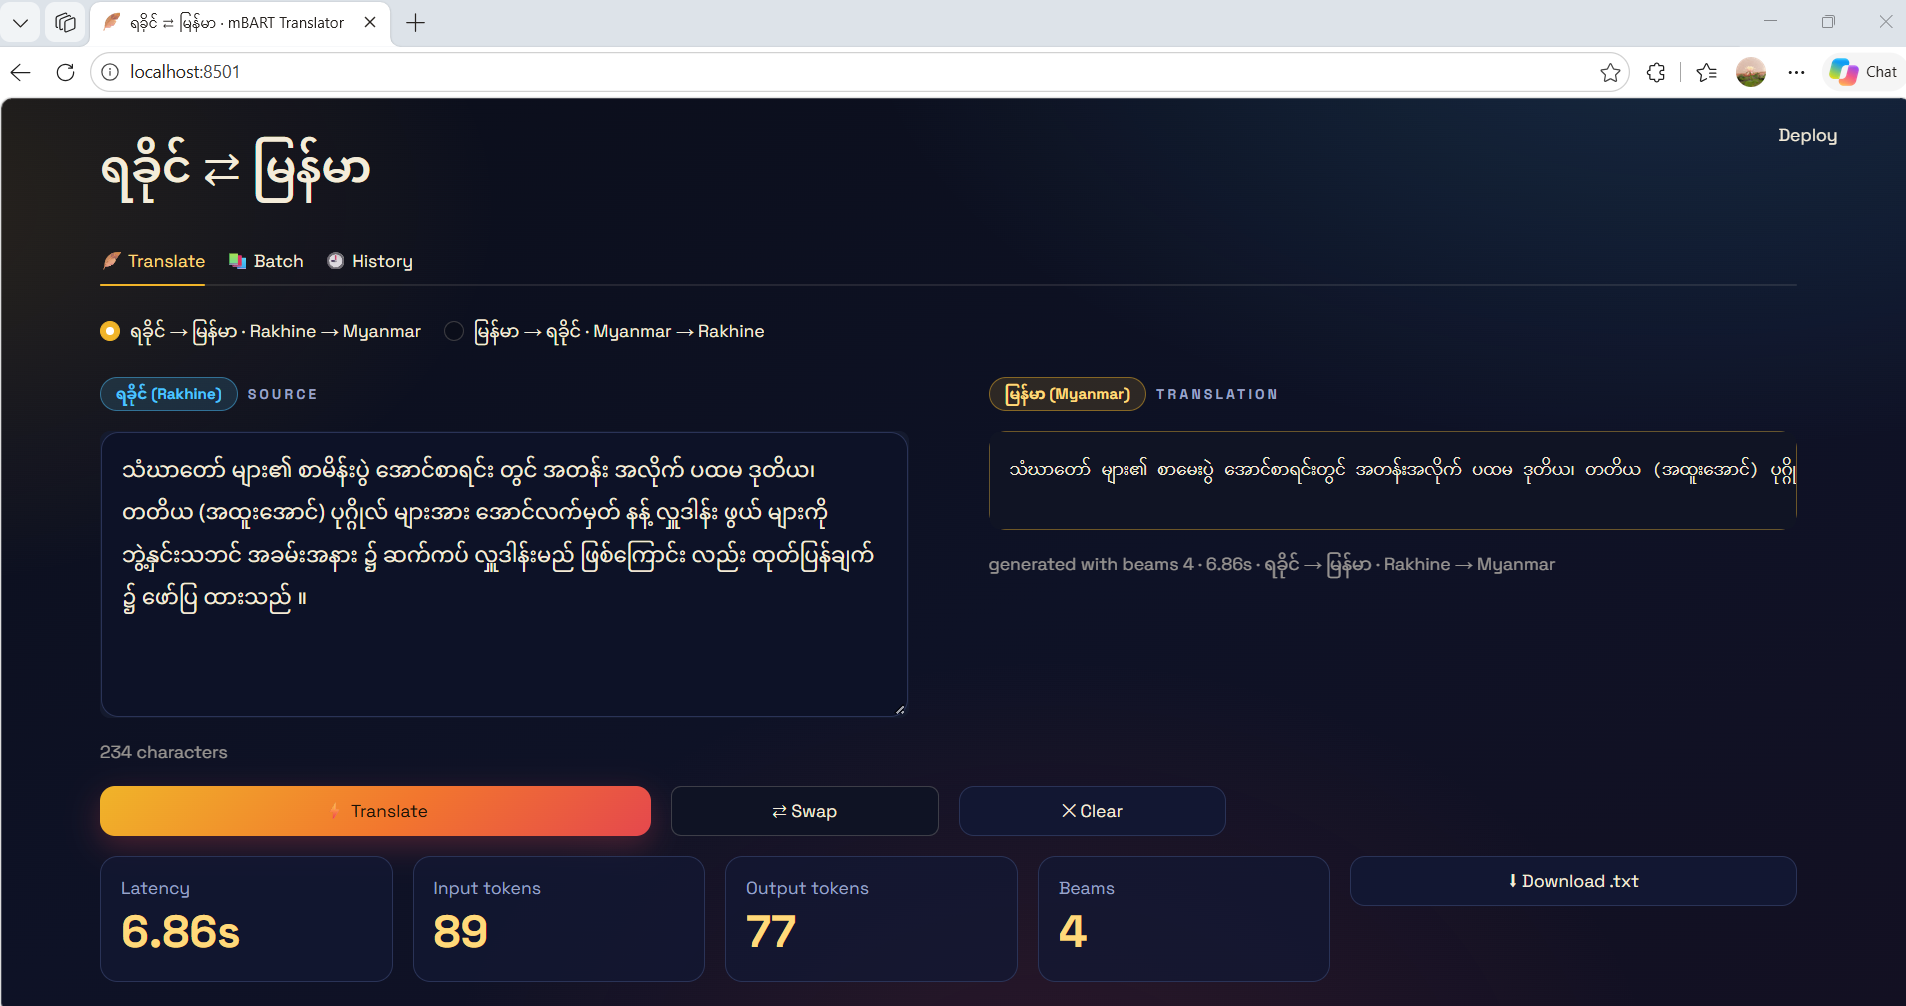 ရခိုင် ⇄ မြန်မာ · mBART Translator
localhost:8501
Chat
Deploy
ရခိုင် ⇄ မြန်မာ
Translate
Batch
History
ရခိုင် → မြန်မာ · Rakhine → Myanmar
မြန်မာ → ရခိုင် · Myanmar → Rakhine
ရခိုင် (Rakhine) SOURCE
မြန်မာ (Myanmar) TRANSLATION
သံဃာတော် များ၏ စာမိန်းပွဲ အောင်စာရင်း တွင် အတန်း အလိုက် ပထမ ဒုတိယ၊
တတိယ (အထူးအောင်) ပုဂ္ဂိုလ် များအား အောင်လက်မှတ် နန့် လှူဒါန်း ဖွယ် များကို
ဘွဲ့နှင်းသဘင် အခမ်းအနား ၌ ဆက်ကပ် လှူဒါန်းမည် ဖြစ်ကြောင်း လည်း ထုတ်ပြန်ချက်
၌ ဖော်ပြ ထားသည် ။
သံဃာတော် များ၏ စာမေးပွဲ အောင်စာရင်းတွင် အတန်းအလိုက် ပထမ ဒုတိယ၊ တတိယ (အထူးအောင်)
generated with beams 4 · 6.86s · ရခိုင် → မြန်မာ · Rakhine → Myanmar
234 characters
Translate
⇄ Swap
✕ Clear
Latency
6.86s
Input tokens
89
Output tokens
77
Beams
4
⬇ Download .txt